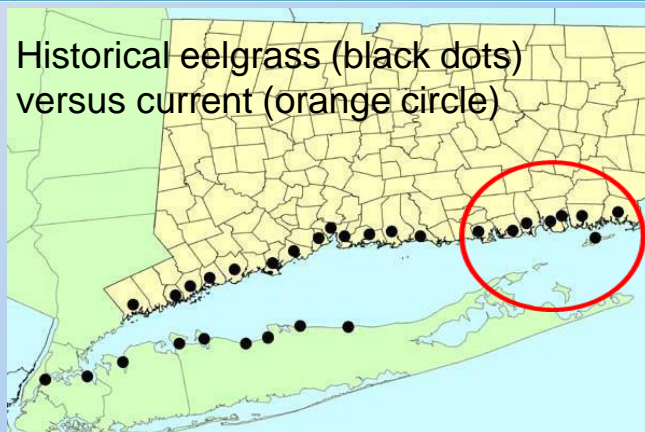 Historical eelgrass (black dots)
versus current (orange circle)